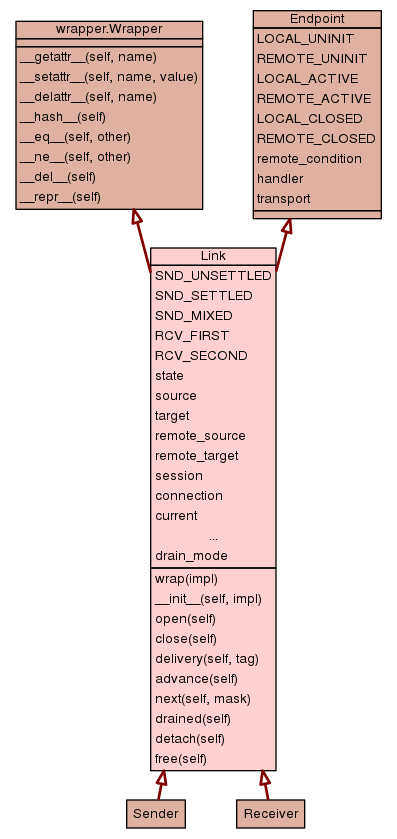 wrapper.Wrapper
__getattr__(self, name)
__setattr__(self, name, value)
__delattr__(self, name)
__hash__(self)
__eq__(self, other)
__ne__(self, other)
__del__(self)
__repr__(self)
Endpoint
LOCAL_UNINIT
REMOTE_UNINIT
LOCAL_ACTIVE
REMOTE_ACTIVE
LOCAL_CLOSED
REMOTE_CLOSED
remote_condition
handler
transport
Link
SND_UNSETTLED
SND_SETTLED
SND_MIXED
RCV_FIRST
RCV_SECOND
state
source
target
remote_source
remote_target
session
connection
current
...
drain_mode
wrap(impl)
__init__(self, impl)
open(self)
close(self)
delivery(self, tag)
advance(self)
next(self, mask)
drained(self)
detach(self)
free(self)
Sender
Receiver